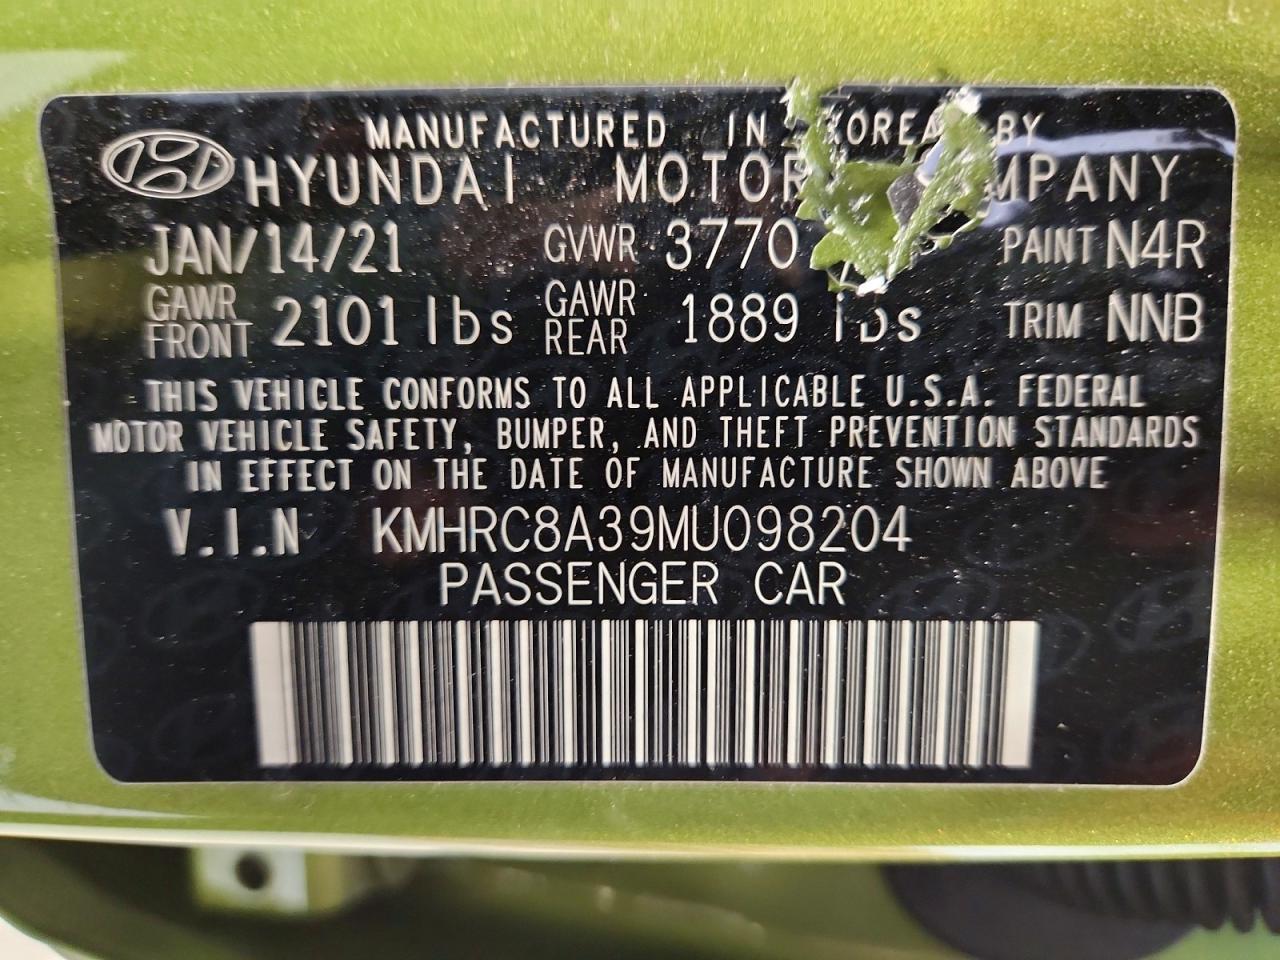 MANUFACTURED IN KOREA BY
HYUNDAI MOTOR
JAN/14/21 GVWR 3770 PAINT N4R
GAWR FRONT 2101 lbs GAWR REAR 1889 lbs TRIM NNB
THIS VEHICLE CONFORMS TO ALL APPLICABLE U.S.A. FEDERAL
MOTOR VEHICLE SAFETY, BUMPER, AND THEFT PREVENTION STANDARDS
IN EFFECT ON THE DATE OF MANUFACTURE SHOWN ABOVE
V.I.N KMHRC8A39MU098204
PASSENGER CAR